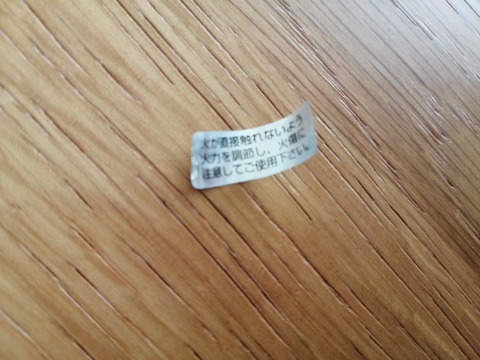 火が直接触れないよう
火力を調節し、火傷に
注意してご使用下さい。